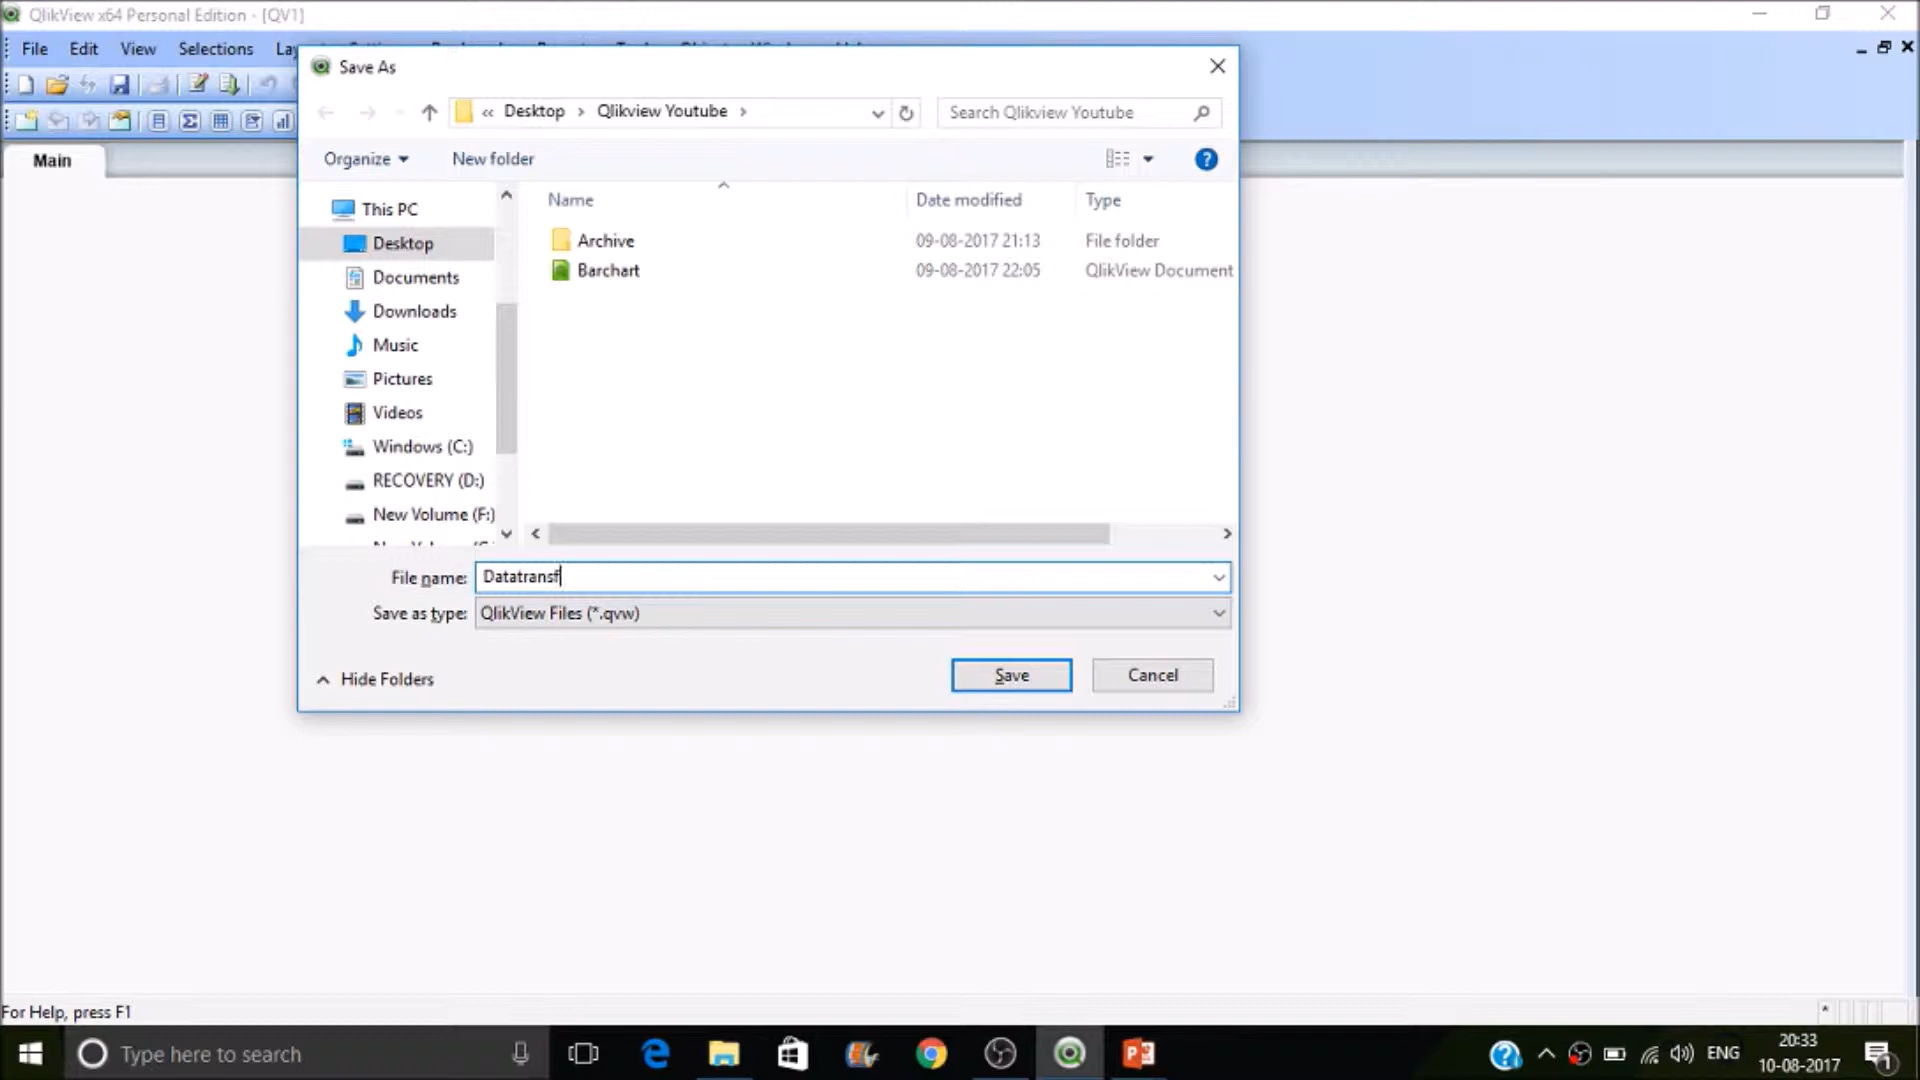 QlikView x64 Personal Edition - [QV1]
File Edit View Selections
Save As
« Desktop > Qlikview Youtube >
Search Qlikview Youtube
Organize
New folder
Main
Name
Date modified
Type
This PC
Desktop
Documents
Downloads
Music
Pictures
Videos
Windows (C:)
RECOVERY (D:)
New Volume (F:)
Archive 09-08-2017 21:13 File folder
Barchart 09-08-2017 22:05 QlikView Document
File name: Datatransf
Save as type: QlikView Files (*.qvw)
Hide Folders
Save
Cancel
For Help, press F1
Type here to search
ENG
20:33
10-08-2017
1